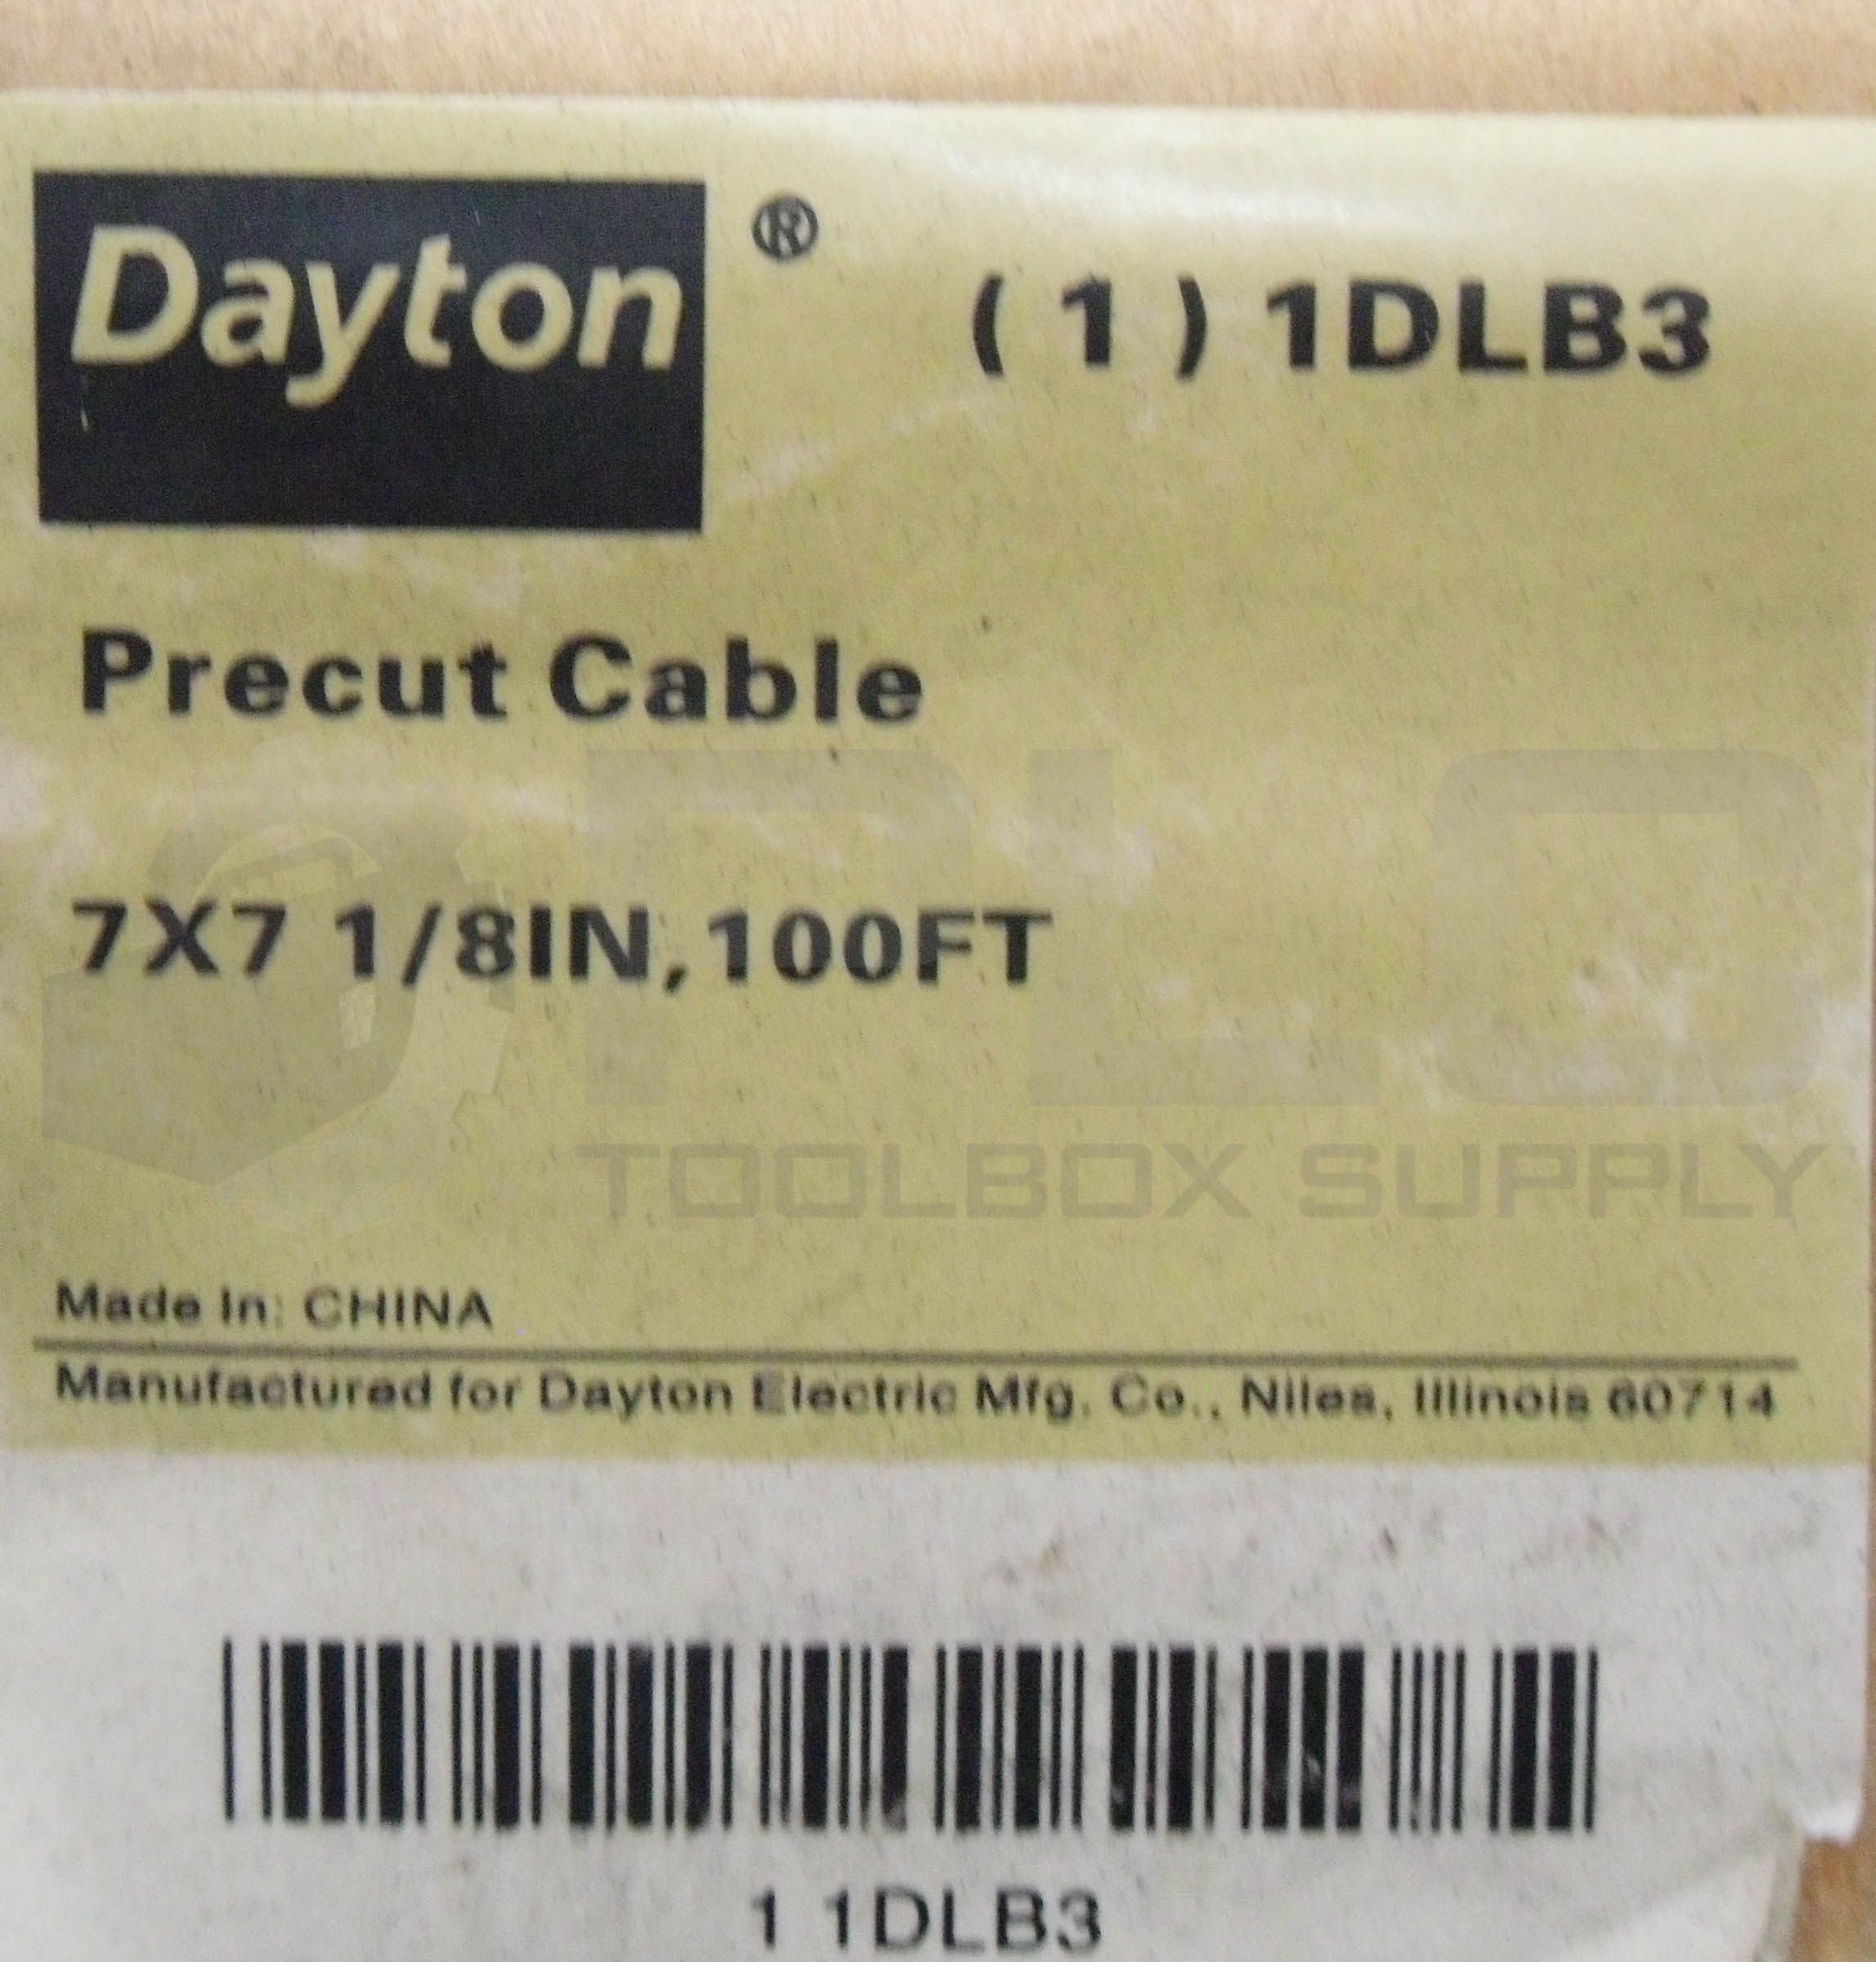 Dayton ®
( 1 ) 1DLB3
Precut Cable
7X7 1/8IN,100FT
TOOLBOX SUPPLY
Made In: CHINA
Manufactured for Dayton Electric Mfg. Co., Niles, Illinois 60714
1 1DLB3